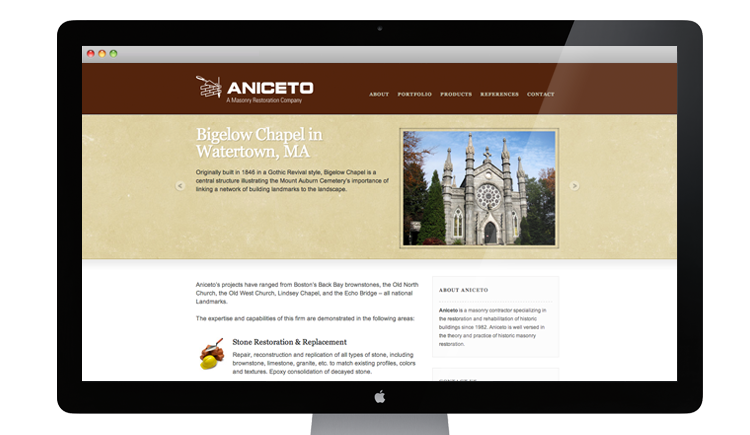 ANICETO
A Masonry Restoration Company
ABOUT PORTFOLIO PRODUCTS REFERENCES CONTACT
Bigelow Chapel in
Watertown, MA
Originally built in 1846 in a Gothic Revival style, Bigelow Chapel is a
central structure illustrating the Mount Auburn Cemetery's importance of
linking a network of building landmarks to the landscape.
Aniceto's projects have ranged from Boston's Back Bay brownstones, the Old North
Church, the Old West Church, Lindsey Chapel, and the Echo Bridge – all national
Landmarks.
The expertise and capabilities of this firm are demonstrated in the following areas:
Stone Restoration & Replacement
Repair, reconstruction and replication of all types of stone, including
brownstone, limestone, granite, etc. to match existing profiles, colors
and textures. Epoxy consolidation of decayed stone.
ABOUT ANICETO
Aniceto is a masonry contractor specializing in
the restoration and rehabilitation of historic
buildings since 1982. Aniceto is well versed in
the theory and practice of historic masonry
restoration.